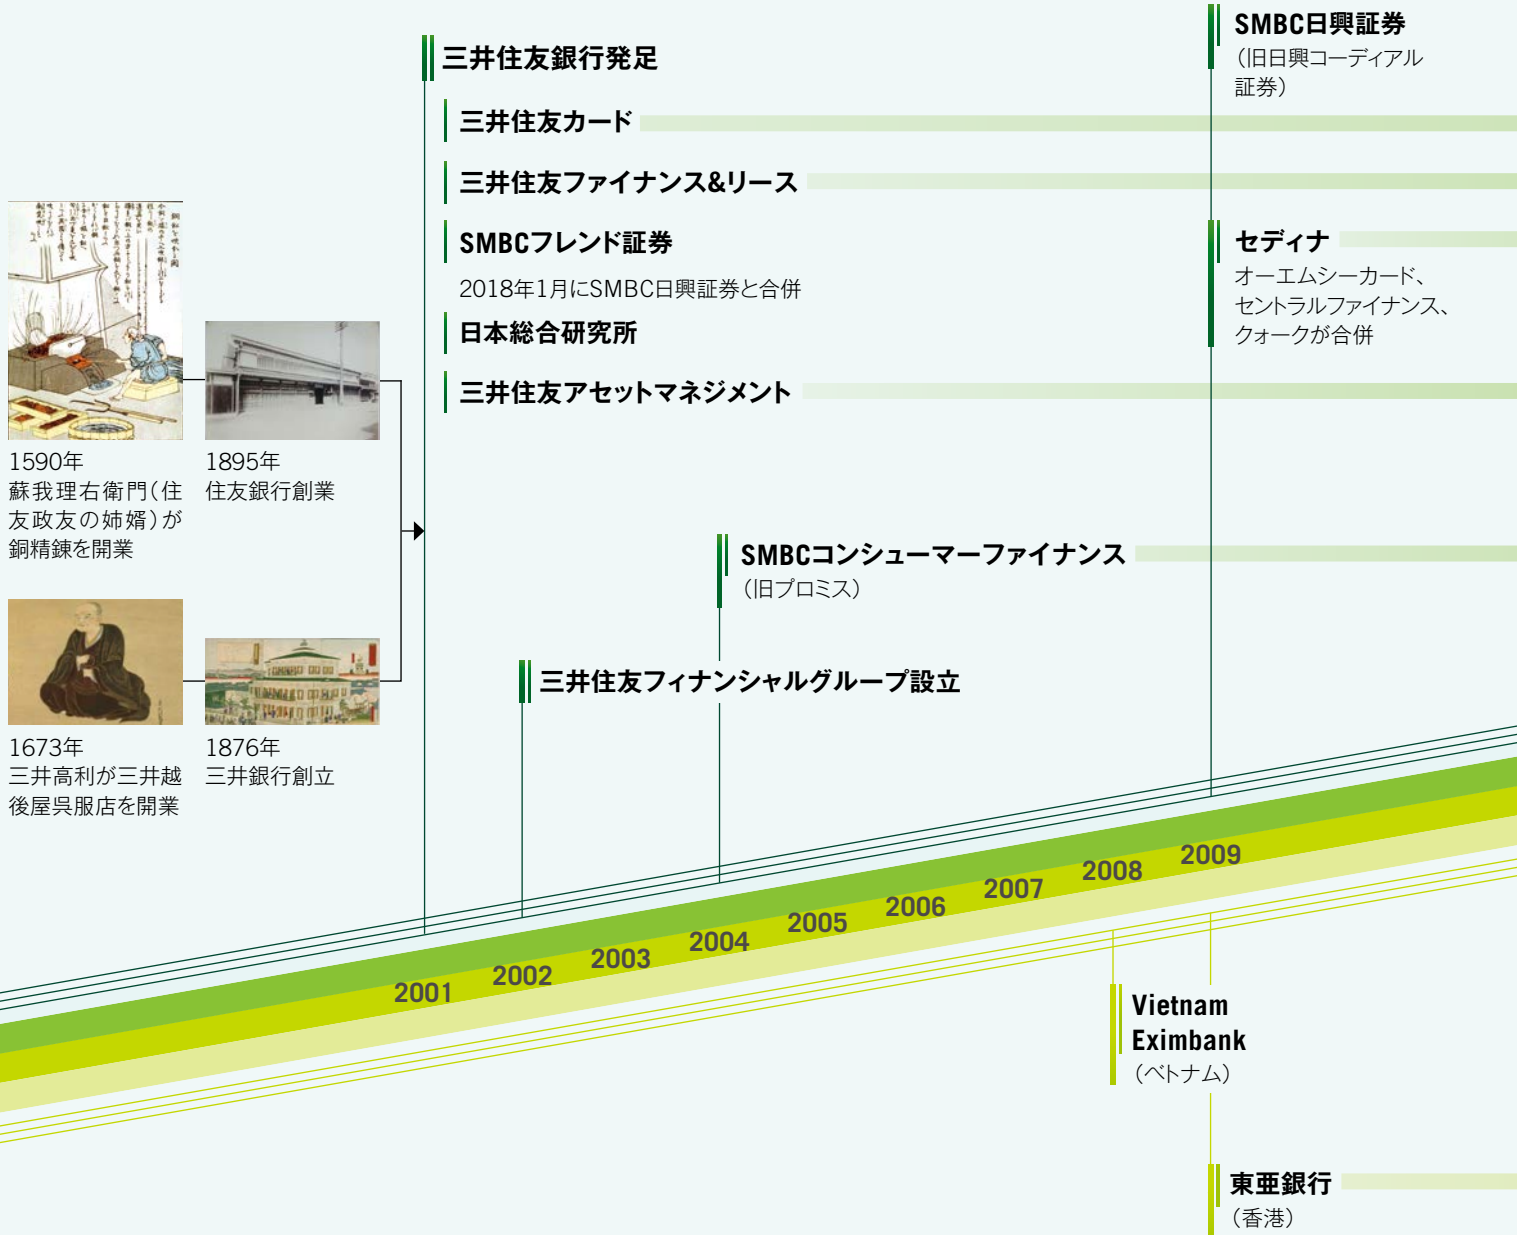 三井住友銀行発足
三井住友カード
三井住友ファイナンス&リース
SMBCフレンド証券
2018年1月にSMBC日興証券と合併
日本総合研究所
三井住友アセットマネジメント
SMBC日興証券
（旧日興コーディアル
証券）
セディナ
オーエムシーカード、
セントラルファイナンス、
クォークが合併
1590年
蘇我理右衛門（住
友政友の姉婿）が
銅精錬を開業
1895年
住友銀行創業
SMBCコンシューマーファイナンス
（旧プロミス）
三井住友フィナンシャルグループ設立
1673年
三井高利が三井越
後屋呉服店を開業
1876年
三井銀行創立
2001
2002
2003
2004
2005
2006
2007
2008
2009
Vietnam
Eximbank
（ベトナム）
東亜銀行
（香港）